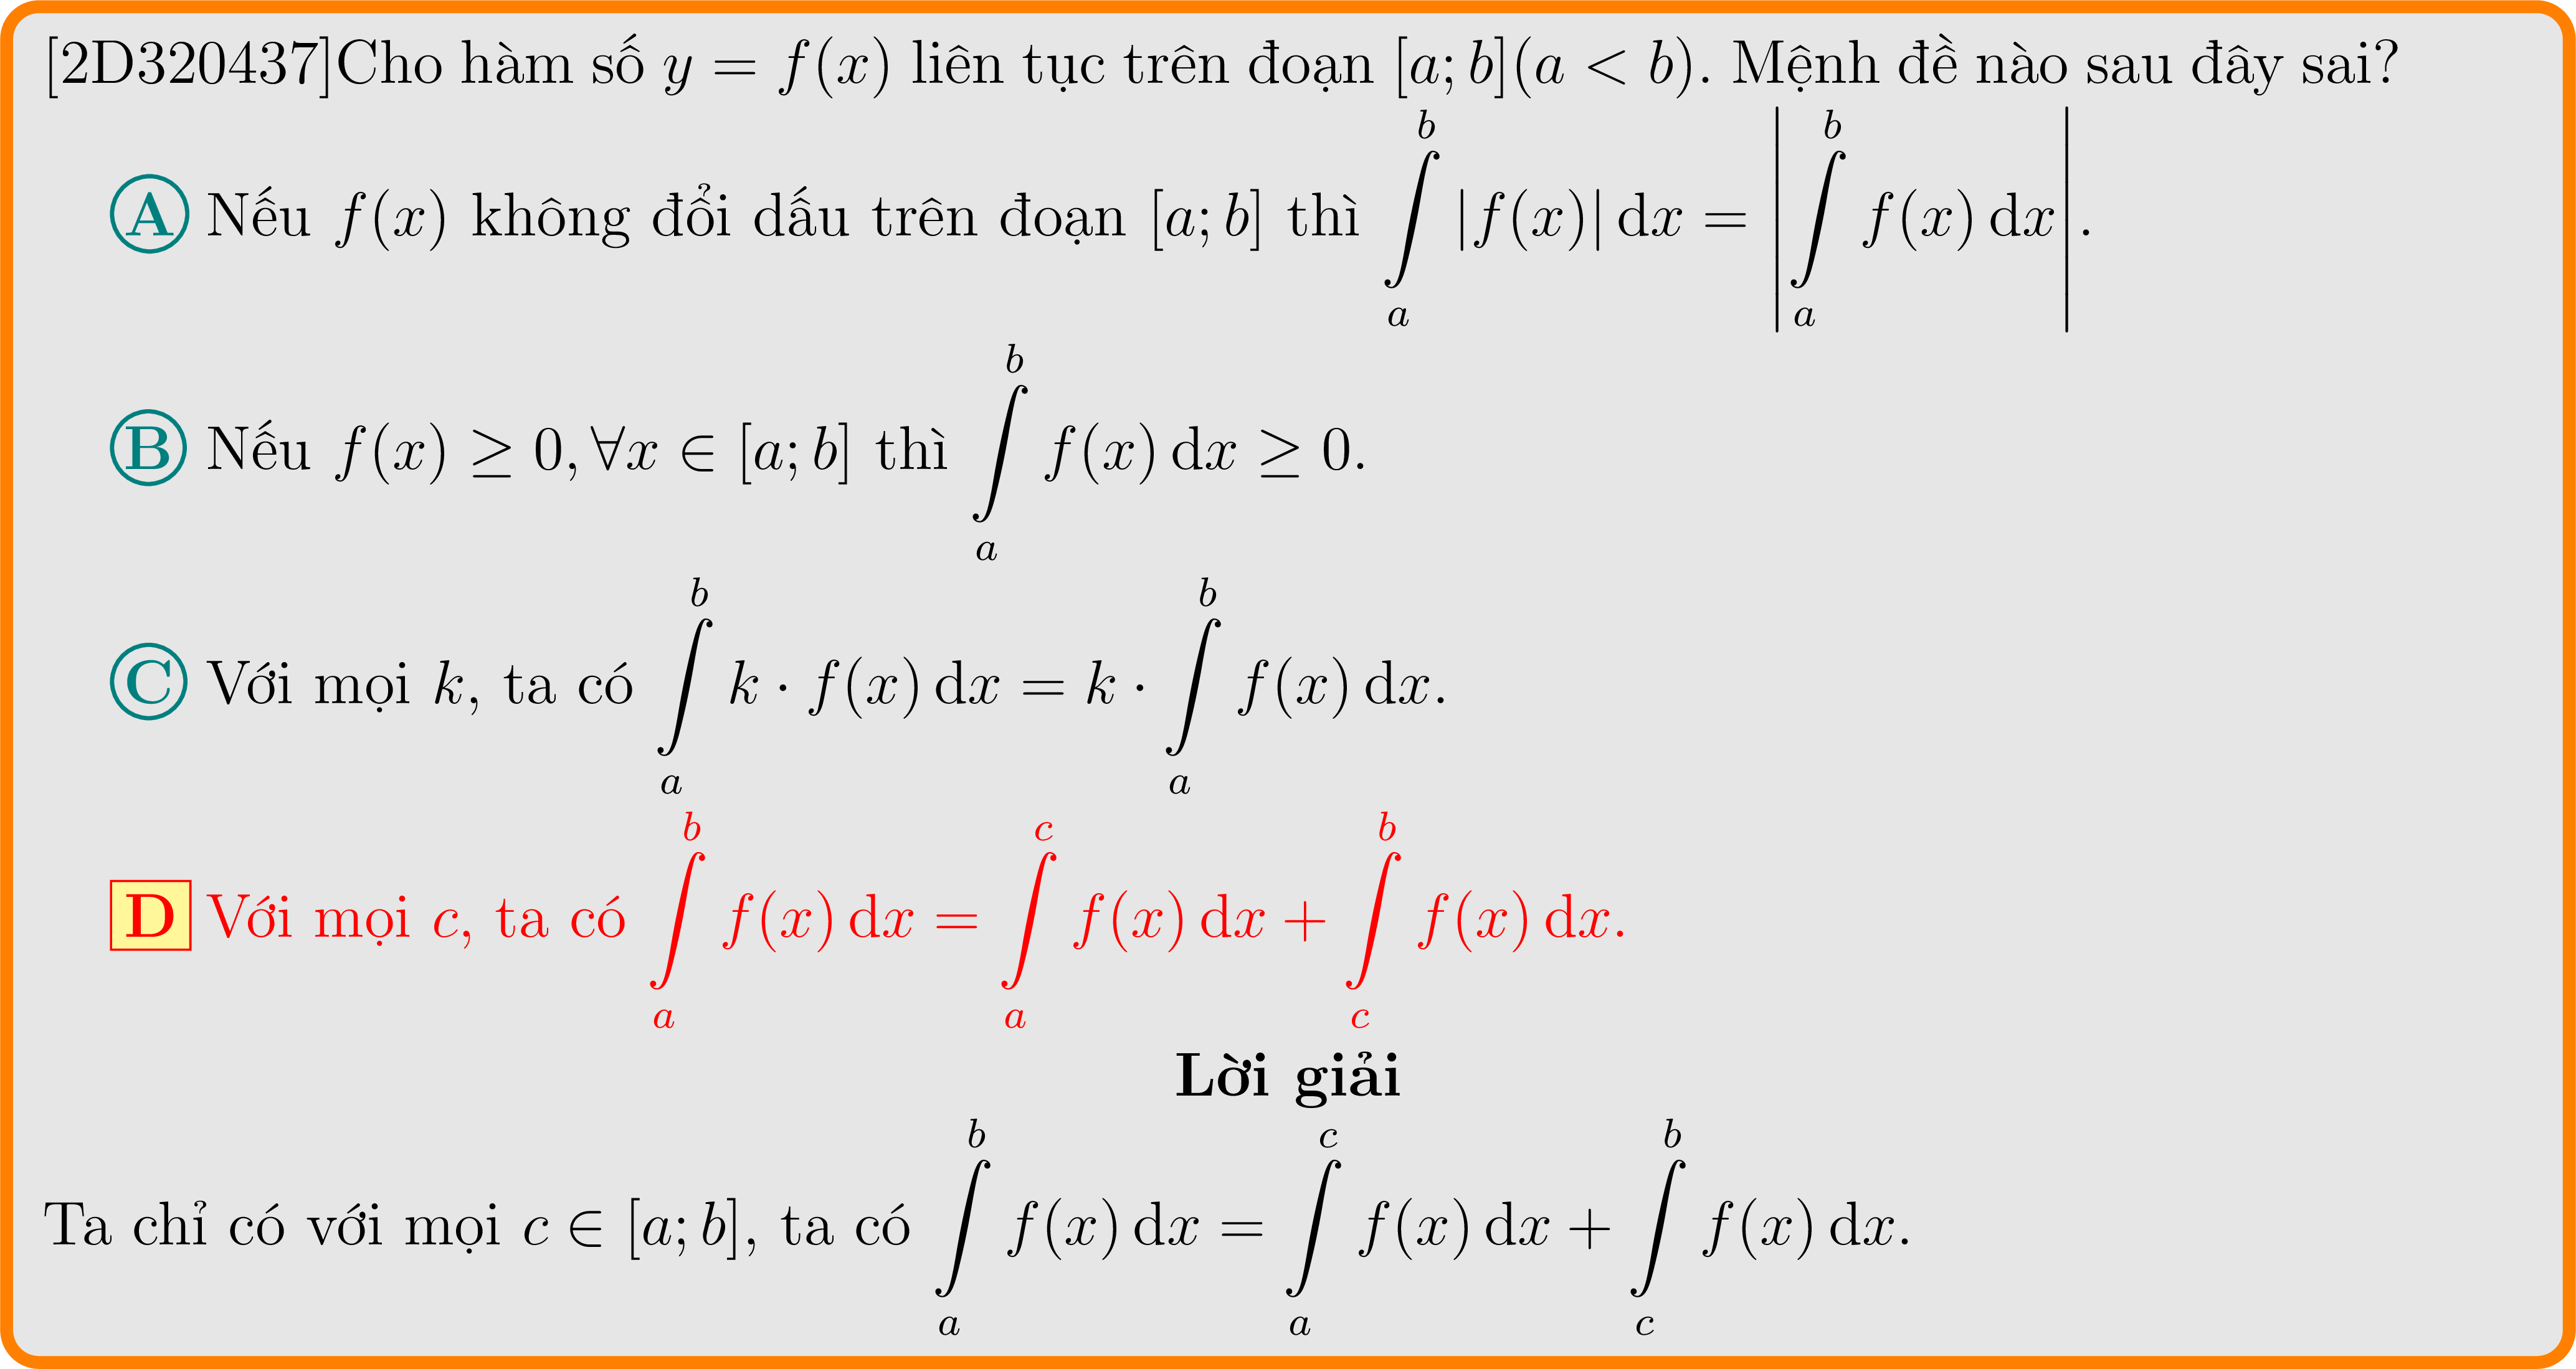 [2D320437]Cho hàm số $y = f(x)$ liên tục trên đoạn $[a; b](a < b)$. Mệnh đề nào sau đây sai?
A Nếu $f(x)$ không đổi dấu trên đoạn $[a; b]$ thì $\int\limits_a^b |f(x)| \, \mathrm{d}x = \left| \int\limits_a^b f(x) \, \mathrm{d}x \right|$.
B Nếu $f(x) \geq 0, \forall x \in [a; b]$ thì $\int\limits_a^b f(x) \, \mathrm{d}x \geq 0$.
C Với mọi $k$, ta có $\int\limits_a^b k \cdot f(x) \, \mathrm{d}x = k \cdot \int\limits_a^b f(x) \, \mathrm{d}x$.
D Với mọi $c$, ta có $\int\limits_a^b f(x) \, \mathrm{d}x = \int\limits_a^c f(x) \, \mathrm{d}x + \int\limits_c^b f(x) \, \mathrm{d}x$.
Lời giải
Ta chỉ có với mọi $c \in [a; b]$, ta có $\int\limits_a^b f(x) \, \mathrm{d}x = \int\limits_a^c f(x) \, \mathrm{d}x + \int\limits_c^b f(x) \, \mathrm{d}x$.